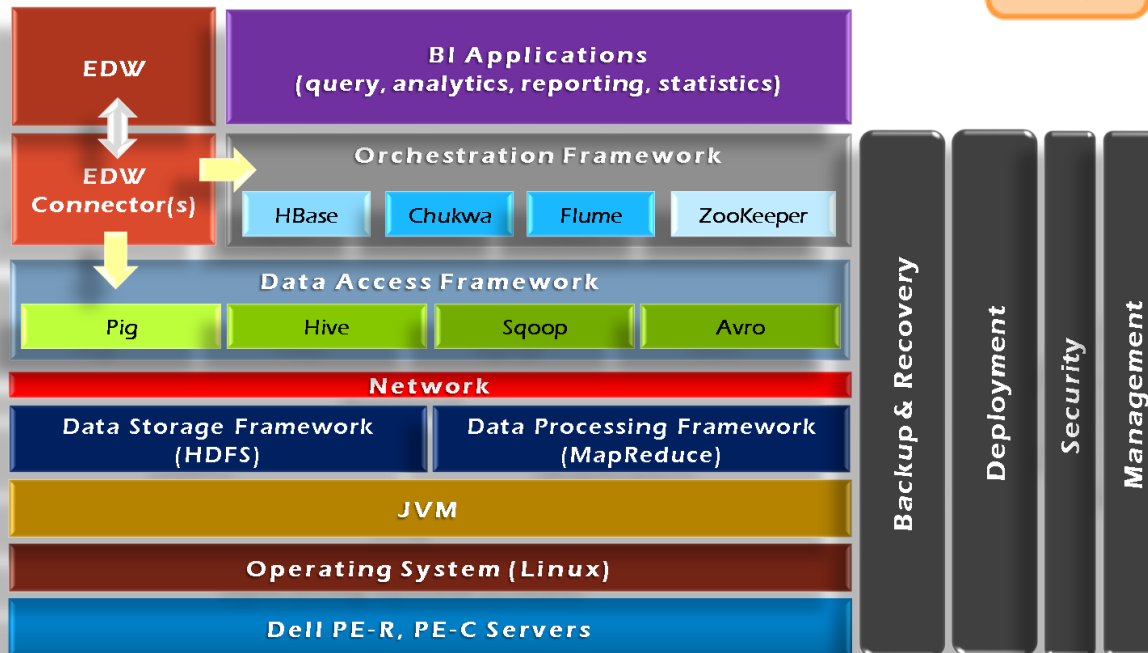 EDW
BI Applications
(query, analytics, reporting, statistics)
EDW
Connector(s)
Orchestration Framework
HBase
Chukwa
Flume
ZooKeeper
Data Access Framework
Pig
Hive
Sqoop
Avro
Network
Data Storage Framework
(HDFS)
Data Processing Framework
(MapReduce)
JVM
Operating System (Linux)
Dell PE-R, PE-C Servers
Backup & Recovery
Deployment
Security
Management